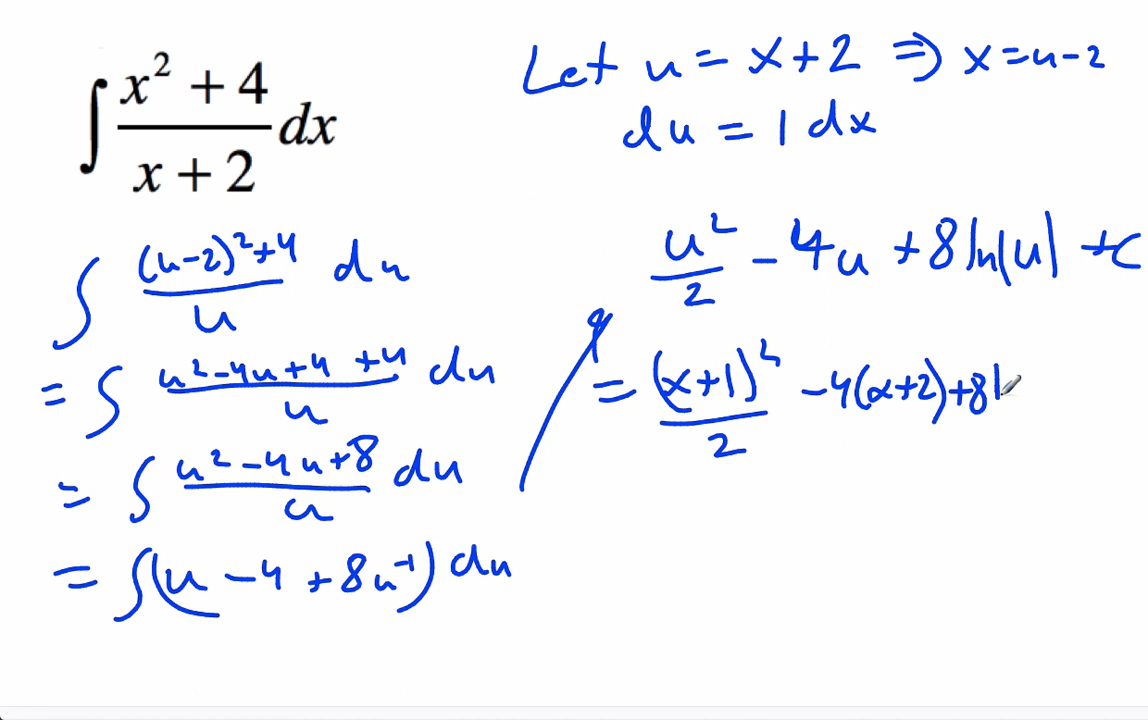 ∫ (x² + 4)/(x + 2) dx
Let u = x+2 ⇒ x = u-2
du = 1 dx
∫ ((u-2)²+4)/u du
= ∫ (u²-4u+4+4)/u du
= ∫ (u²-4u+8)/u du
= ∫(u -4 +8u⁻¹) du
u²/2 - 4u + 8 ln|u| + c
= (x+1)²/2 -4(x+2)+8l